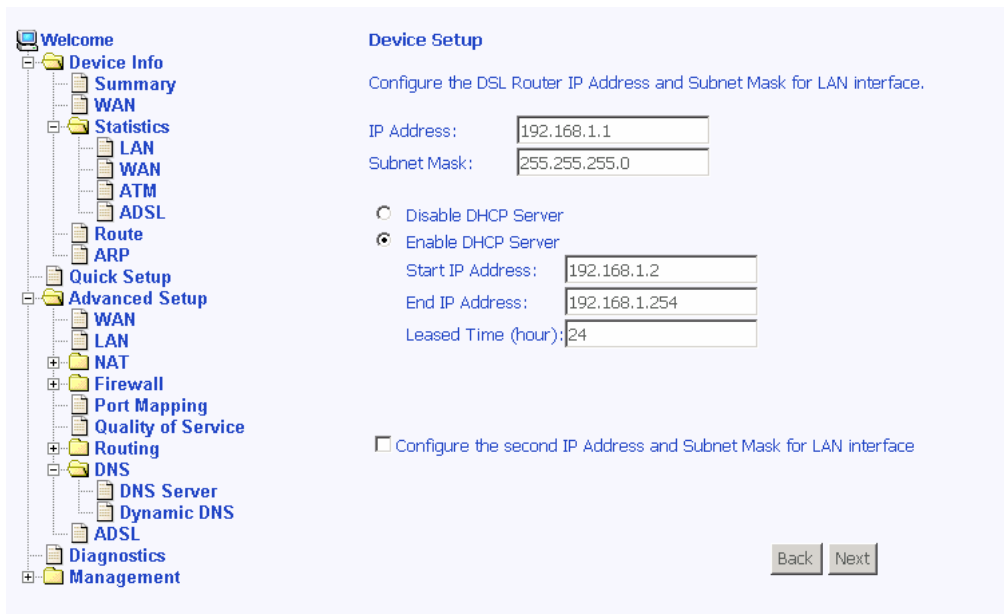 Welcome
Device Info
Summary
WAN
Statistics
LAN
WAN
ATM
ADSL
Route
ARP
Quick Setup
Advanced Setup
WAN
LAN
NAT
Firewall
Port Mapping
Quality of Service
Routing
DNS
DNS Server
Dynamic DNS
ADSL
Diagnostics
Management
Device Setup
Configure the DSL Router IP Address and Subnet Mask for LAN interface.
IP Address: 192.168.1.1
Subnet Mask: 255.255.255.0
Disable DHCP Server
Enable DHCP Server
Start IP Address: 192.168.1.2
End IP Address: 192.168.1.254
Leased Time (hour): 24
Configure the second IP Address and Subnet Mask for LAN interface
Back Next